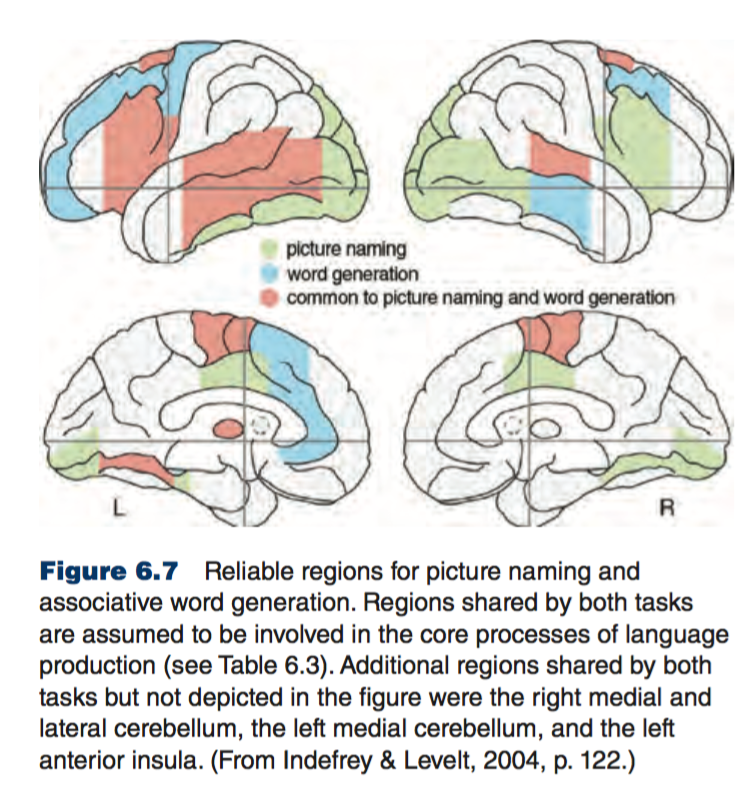 picture naming
word generation
common to picture naming and word generation
L
R
Figure 6.7 Reliable regions for picture naming and
associative word generation. Regions shared by both tasks
are assumed to be involved in the core processes of language
production (see Table 6.3). Additional regions shared by both
tasks but not depicted in the figure were the right medial and
lateral cerebellum, the left medial cerebellum, and the left
anterior insula. (From Indefrey & Levelt, 2004, p. 122.)